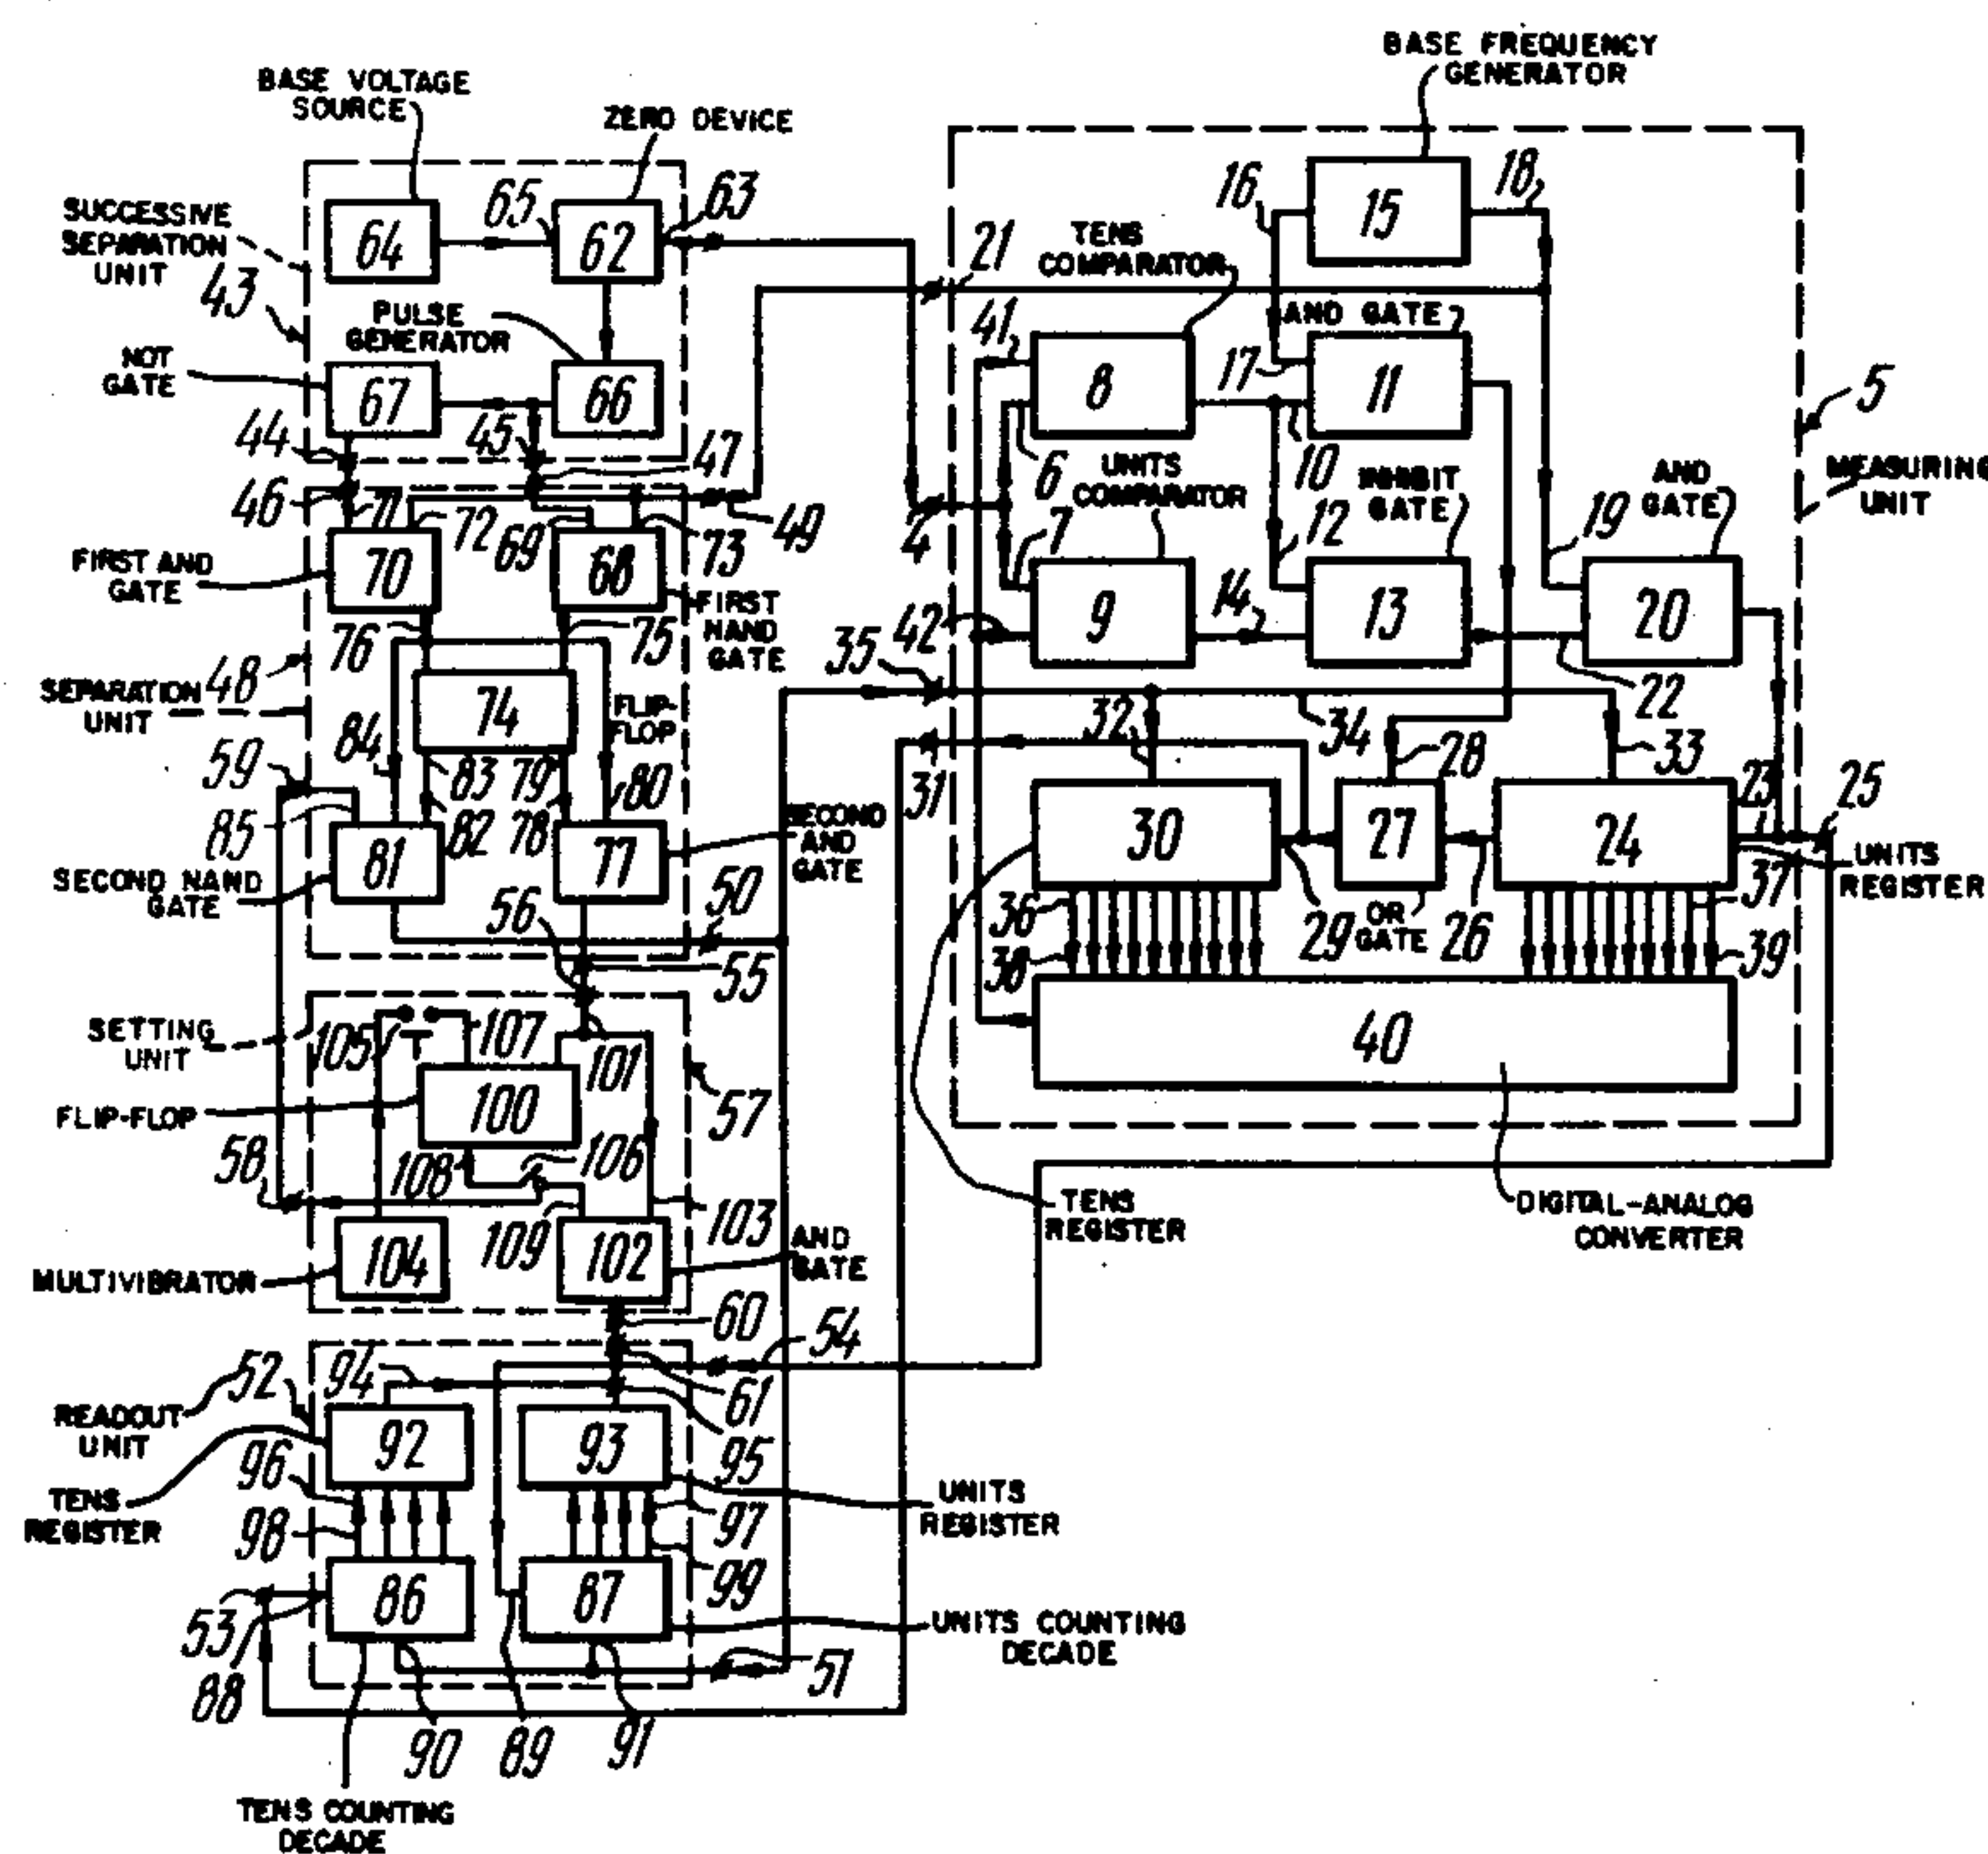 BASE FREQUENCY
GENERATOR
BASE VOLTAGE
SOURCE
ZERO DEVICE
SUCCESSIVE
SEPARATION
UNIT
43
64
65
62
63
16
15
18
21
TENS
COMPARATOR
PULSE
GENERATOR
NOT
GATE
67
66
44
45
47
41
8
17
AND GATE
11
5
MEASURING
UNIT
6
10
UNITS
COMPARATOR
INHIBIT
GATE
AND
GATE
46
71
72
69
73
49
4
7
12
19
FIRST AND
GATE
70
68
FIRST
NAND
GATE
42
9
14
13
20
22
76
75
35
SEPARATION
UNIT
48
74
FLIP-
FLOP
32
34
33
84
83
79
80
31
28
23
25
59
85
82
78
SECOND
AND
GATE
81
77
30
27
24
UNITS
REGISTER
SECOND NAND
GATE
56
50
36
29
OR
GATE
26
37
38
39
55
SETTING
UNIT
105
107
101
57
40
FLIP-FLOP
100
58
108
106
109
103
TENS
REGISTER
DIGITAL-ANALOG
CONVERTER
MULTIVIBRATOR
104
102
AND
GATE
60
54
94
61
READOUT
UNIT
52
92
93
95
96
97
TENS
REGISTER
98
99
UNITS
REGISTER
53
86
87
UNITS COUNTING
DECADE
88
51
90
89
91
TENS COUNTING
DECADE